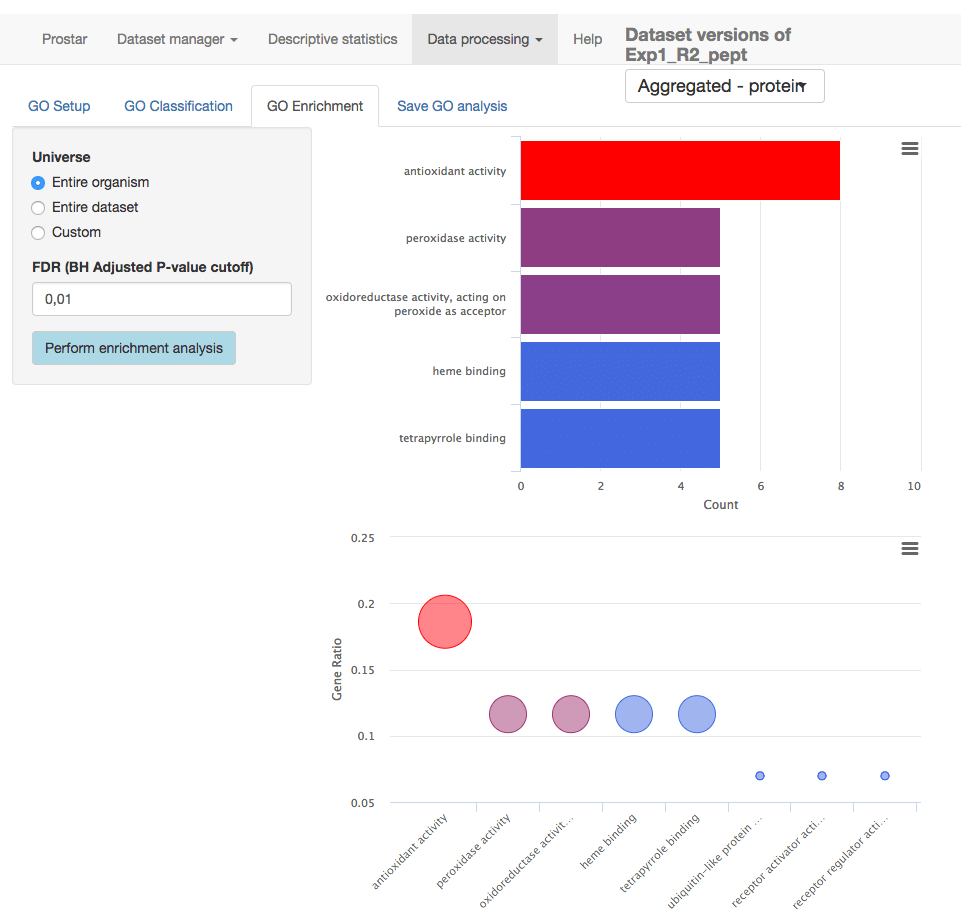 Prostar
Dataset manager
Descriptive statistics
Data processing
Help
Dataset versions of
Exp1_R2_pept
Aggregated - protein
GO Setup
GO Classification
GO Enrichment
Save GO analysis
Universe
Entire organism
Entire dataset
Custom
FDR (BH Adjusted P-value cutoff)
0,01
Perform enrichment analysis
antioxidant activity
peroxidase activity
oxidoreductase activity, acting on
peroxide as acceptor
heme binding
tetrapyrrole binding
0
2
4
6
8
10
Count
0.25
0.2
0.15
0.1
0.05
Gene Ratio
antioxidant activity
peroxidase activity
oxidoreductase activit...
heme binding
tetrapyrrole binding
ubiquitin-like protein ...
receptor activator acti...
receptor regulator acti...